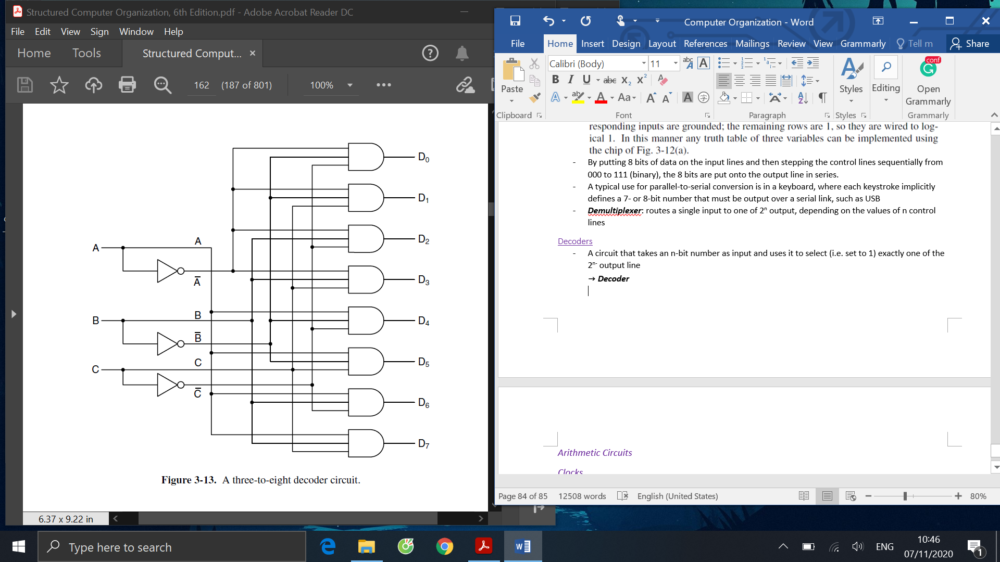 Structured Computer Organization, 6th Edition.pdf - Adobe Acrobat Reader DC
File Edit View Sign Window Help
Home Tools Structured Comput... ×
162 (187 of 801) 100%
D0
D1
D2
A A D2
A
D3
B B D4
B
C C D5
C
D6
D7
Figure 3-13. A three-to-eight decoder circuit.
6.37 x 9.22 in
Computer Organization - Word
File Home Insert Design Layout References Mailings Review View Grammarly Tell m Share
Calibri (Body) 11
Paste
Styles Editing Open Grammarly
conf
Clipboard Font Paragraph Styles Grammarly
responding inputs are grounded; the remaining rows are 1, so they are wired to log-
ical 1. In this manner any truth table of three variables can be implemented using
the chip of Fig. 3-12(a).
- By putting 8 bits of data on the input lines and then stepping the control lines sequentially from
000 to 111 (binary), the 8 bits are put onto the output line in series.
- A typical use for parallel-to-serial conversion is in a keyboard, where each keystroke implicitly
defines a 7- or 8-bit number that must be output over a serial link, such as USB
- Demultiplexer: routes a single input to one of 2ⁿ output, depending on the values of n control
lines
Decoders
- A circuit that takes an n-bit number as input and uses it to select (i.e. set to 1) exactly one of the
2ⁿ⁻ output line
→ Decoder
Arithmetic Circuits
Clocks
Page 84 of 85 12508 words English (United States) 80%
Type here to search
ENG
10:46
07/11/2020
1